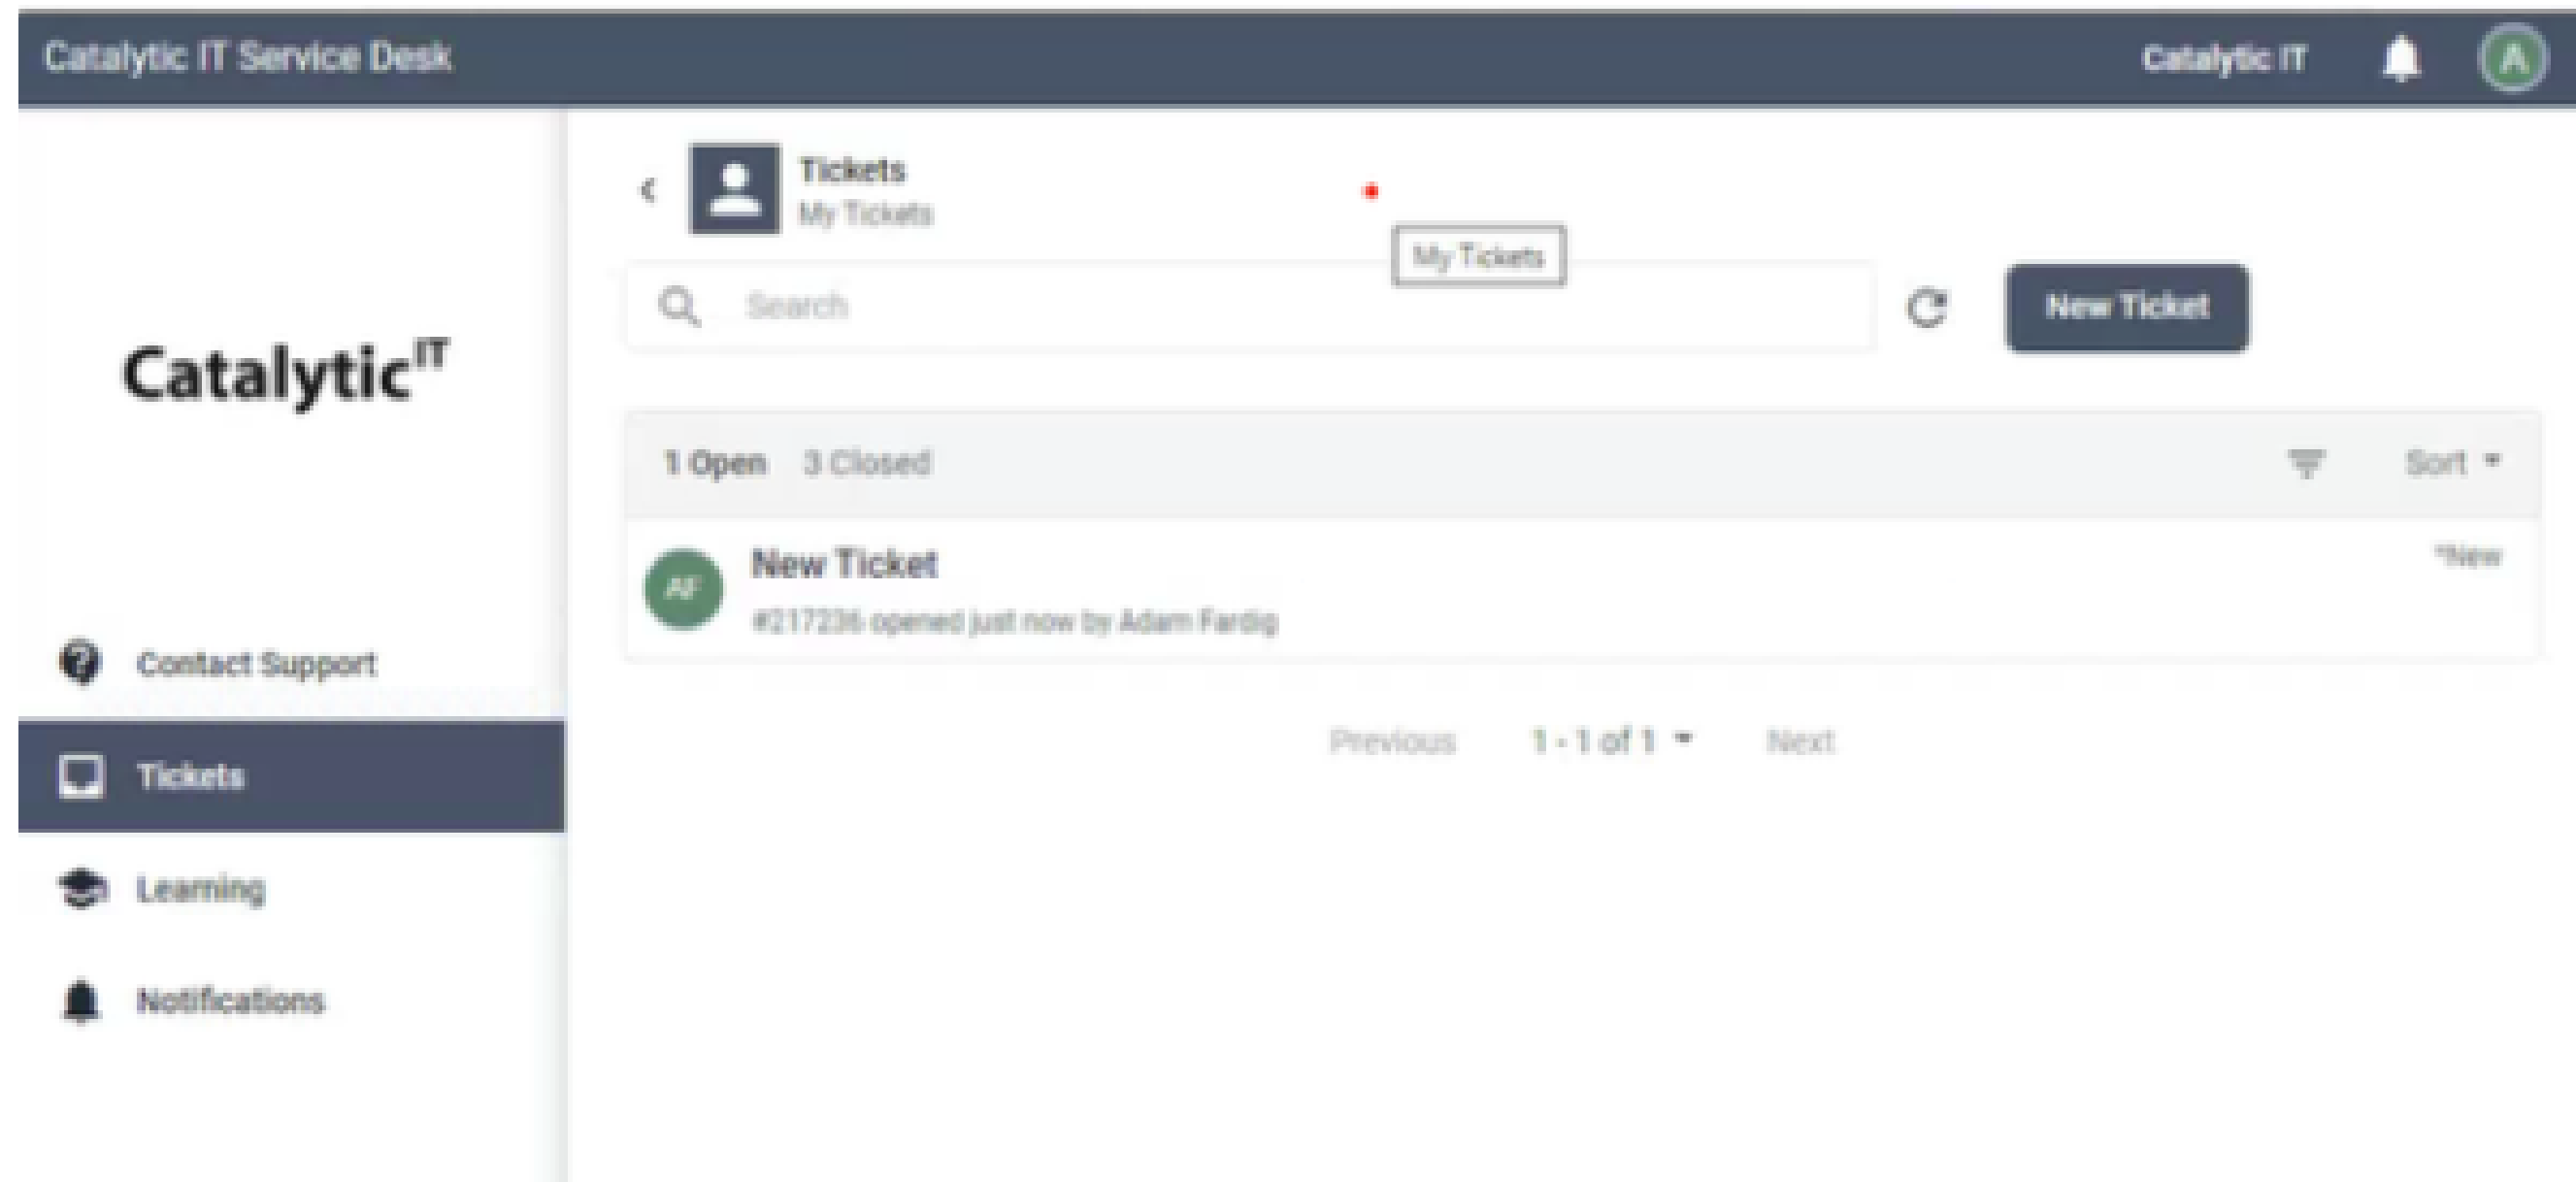 Catalytic IT Service Desk
Catalytic IT
A
Tickets
My Tickets
My Tickets
Search
New Ticket
Catalytic IT
1 Open 3 Closed
Sort
AF
New Ticket
*New
#217236 opened just now by Adam Fardig
Contact Support
Previous 1 - 1 of 1 Next
Tickets
Learning
Notifications